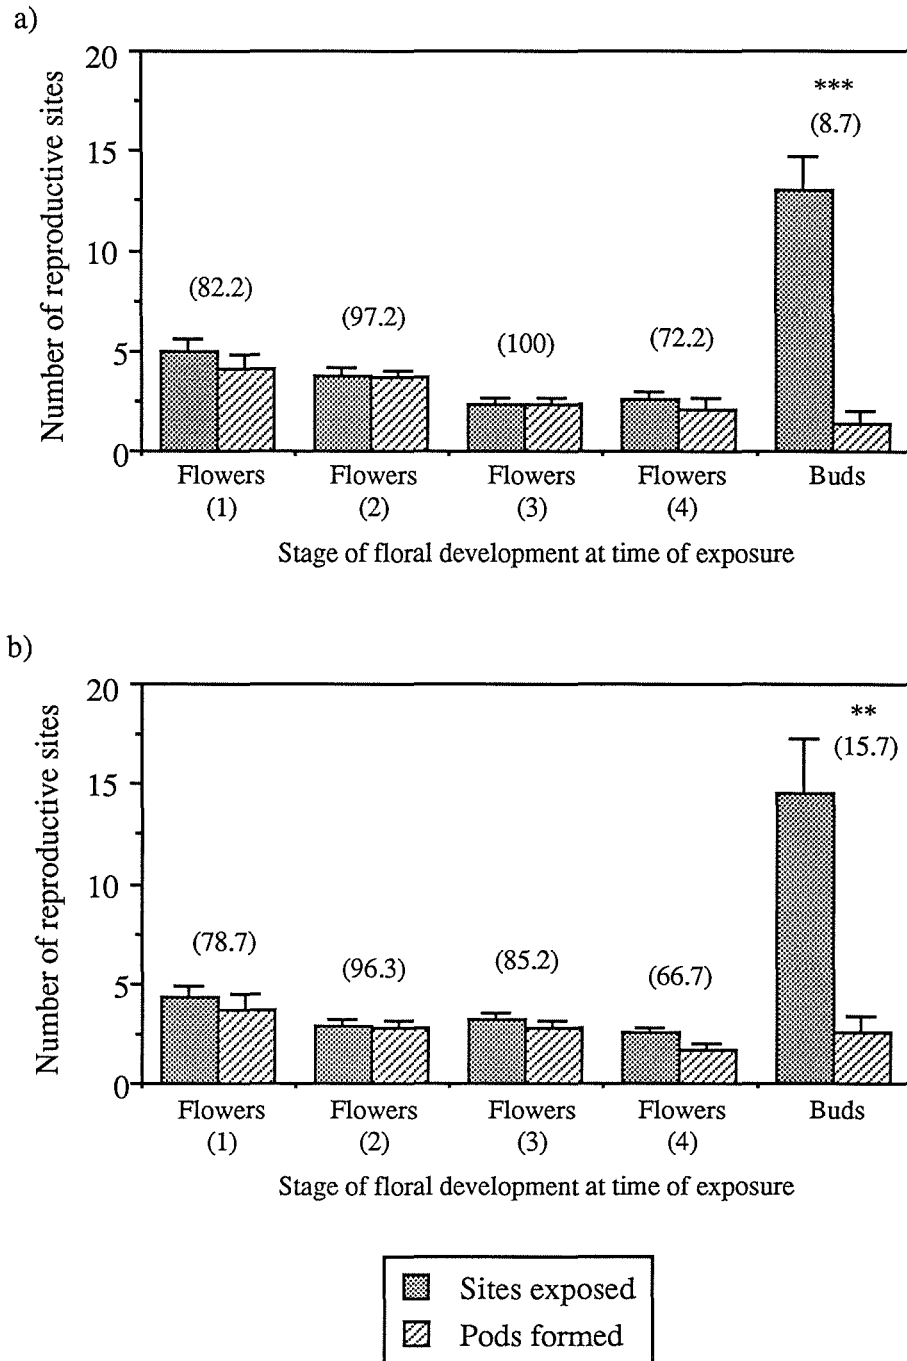 a)
Number of reproductive sites
20
15
10
5
0
(82.2)
(97.2)
(100)
(72.2)
***
(8.7)
Flowers Flowers Flowers Flowers Buds
(1) (2) (3) (4)
Stage of floral development at time of exposure
b)
Number of reproductive sites
20
15
10
5
0
(78.7)
(96.3)
(85.2)
(66.7)
**
(15.7)
Flowers Flowers Flowers Flowers Buds
(1) (2) (3) (4)
Stage of floral development at time of exposure
Sites exposed
Pods formed